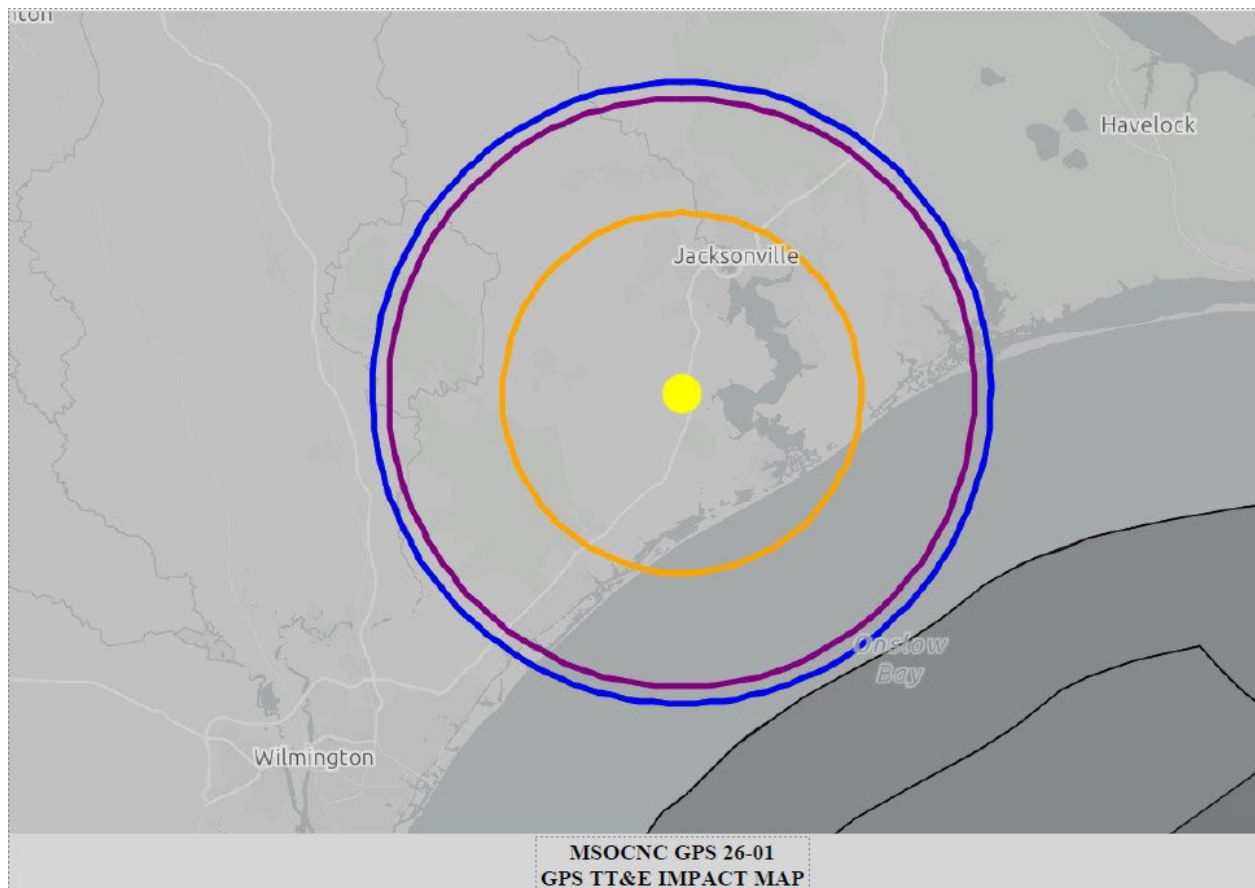 Havelock
Jacksonville
Onslow
Bay
Wilmington
MSOCNC GPS 26-01
GPS TT&E IMPACT MAP